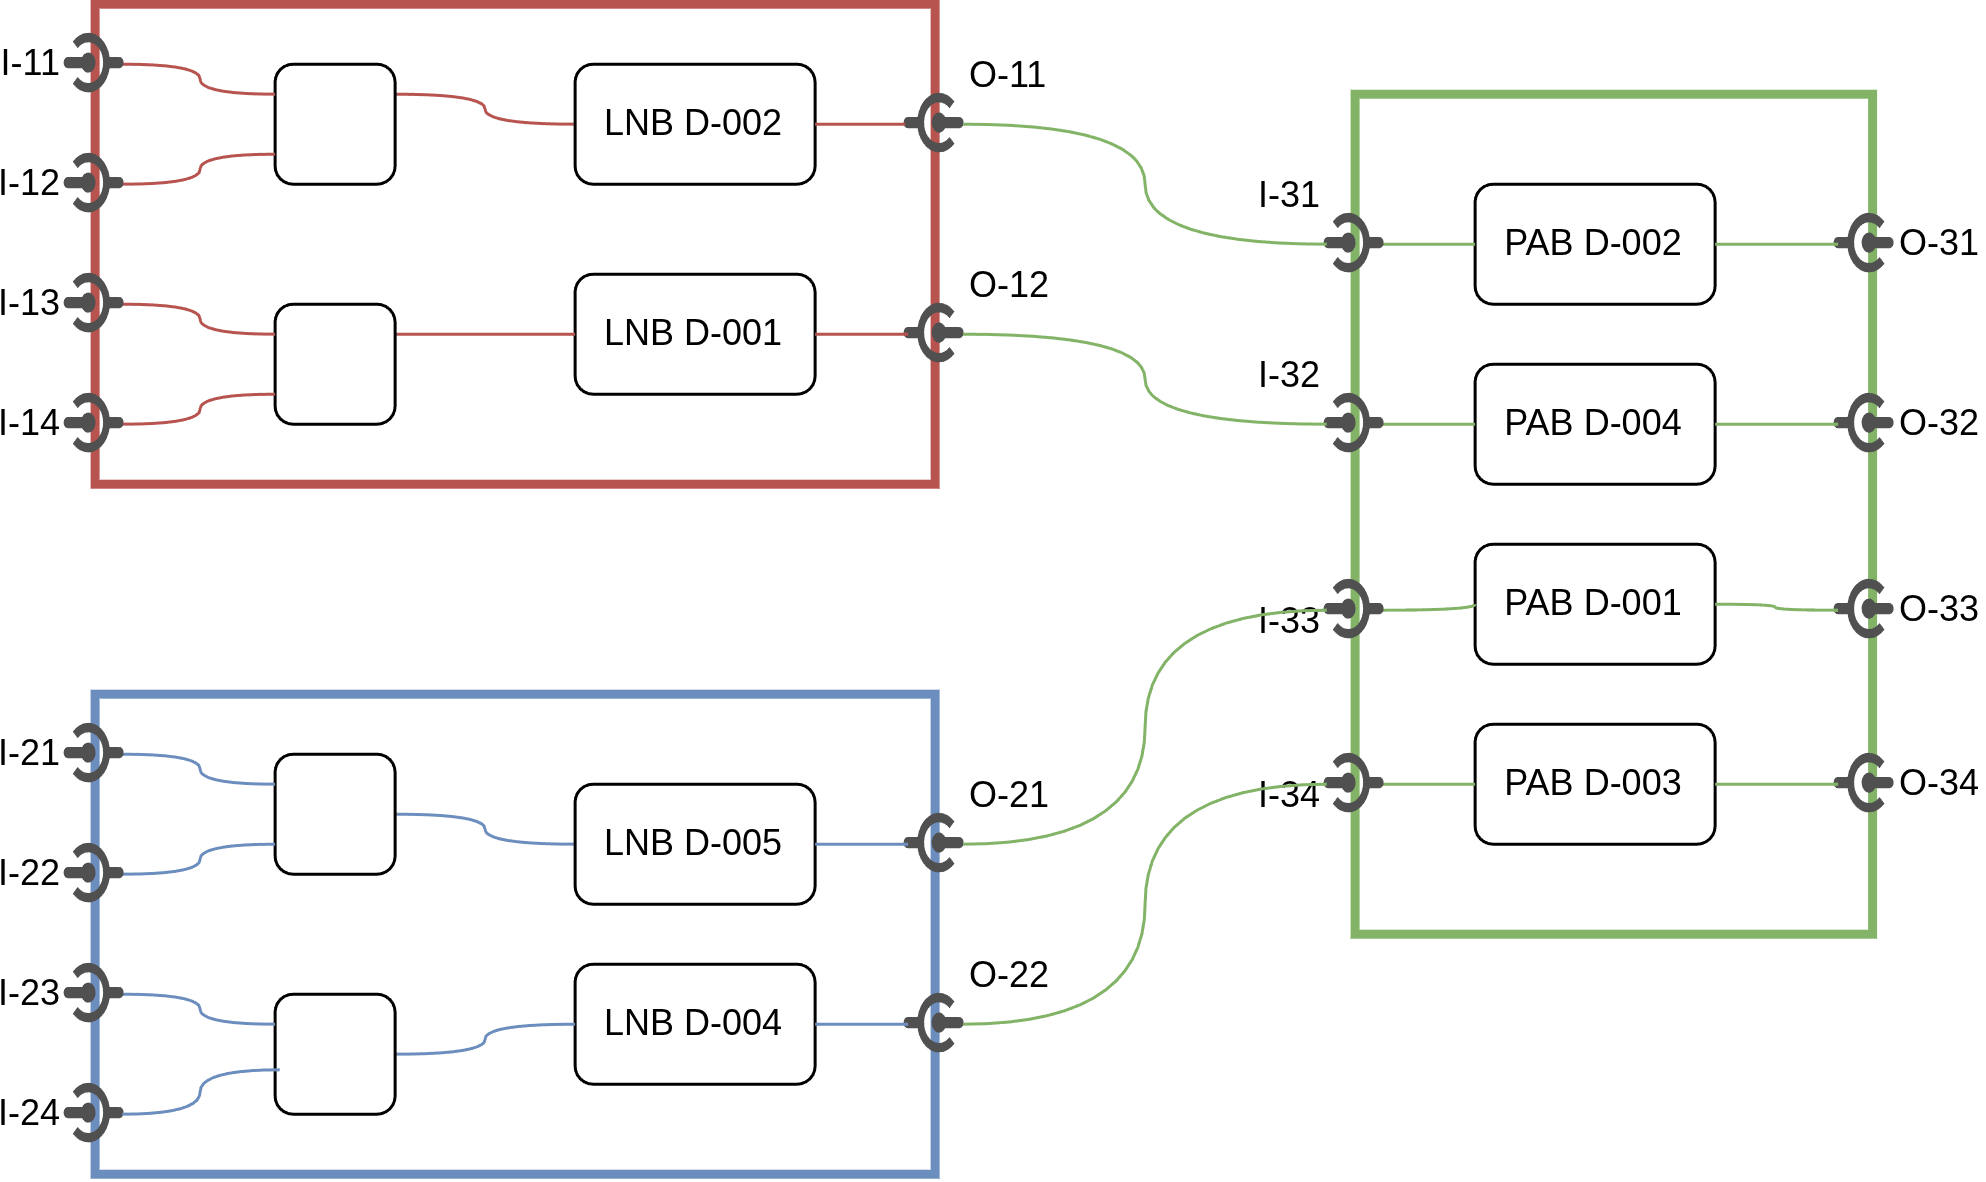 I-11
I-12
I-13
I-14
LNB D-002
LNB D-001
O-11
O-12
I-31
I-32
I-33
I-34
PAB D-002
PAB D-004
PAB D-001
PAB D-003
O-31
O-32
O-33
O-34
I-21
I-22
I-23
I-24
LNB D-005
LNB D-004
O-21
O-22